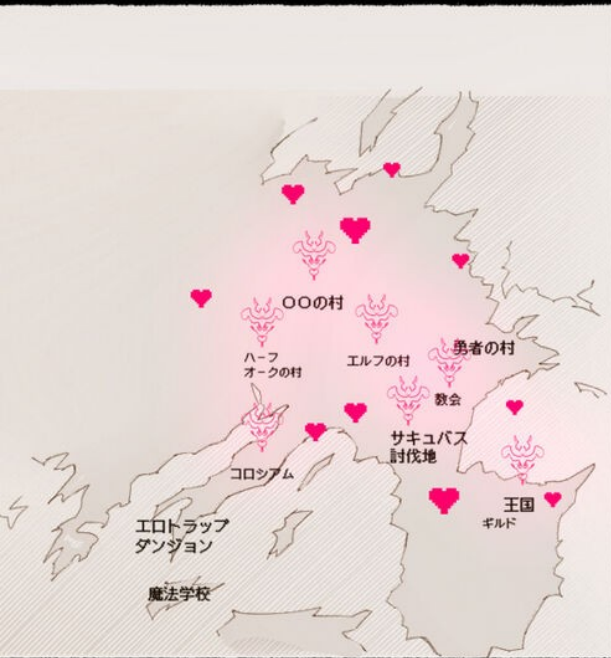 〇〇の村
勇者の村
ハーフ
オークの村
エルフの村
数会
サキュバス
討伐地
コロシアム
王国
ギルド
エロトラップ
ダンジョン
魔法学校